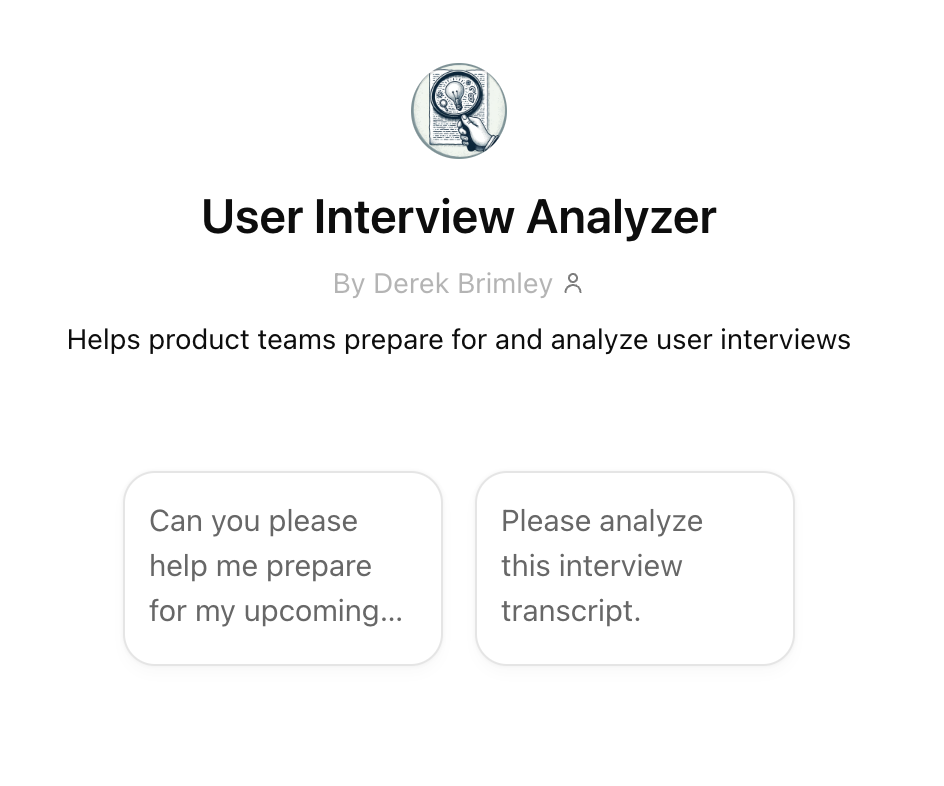 User Interview Analyzer
By Derek Brimley
Helps product teams prepare for and analyze user interviews
Can you please
help me prepare
for my upcoming...
Please analyze
this interview
transcript.